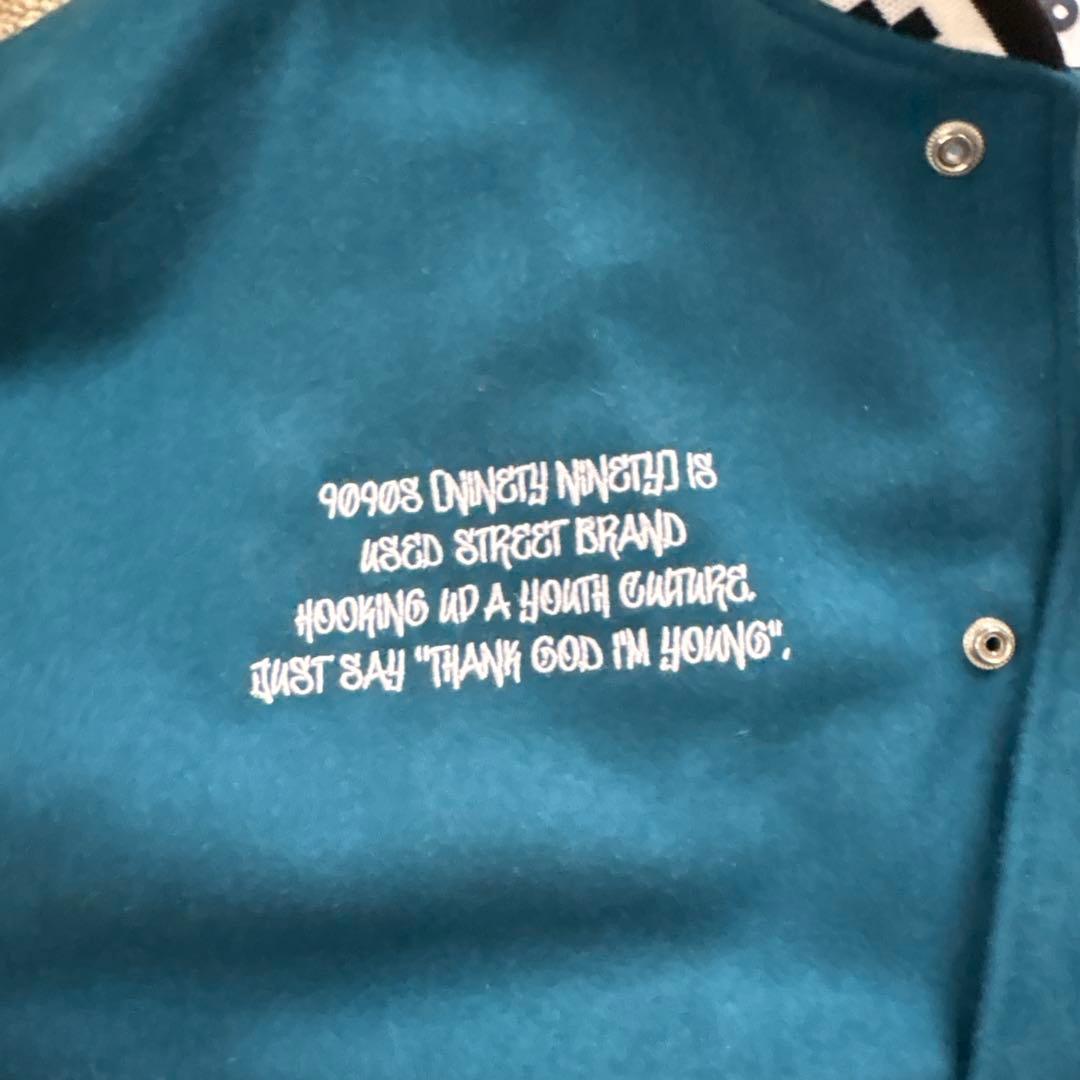 9090S [NINETY NINETY] IS
USED STREET BRAND
HOOKING UP A YOUTH CULTURE.
JUST SAY "THANK GOD I'M YOUNG".